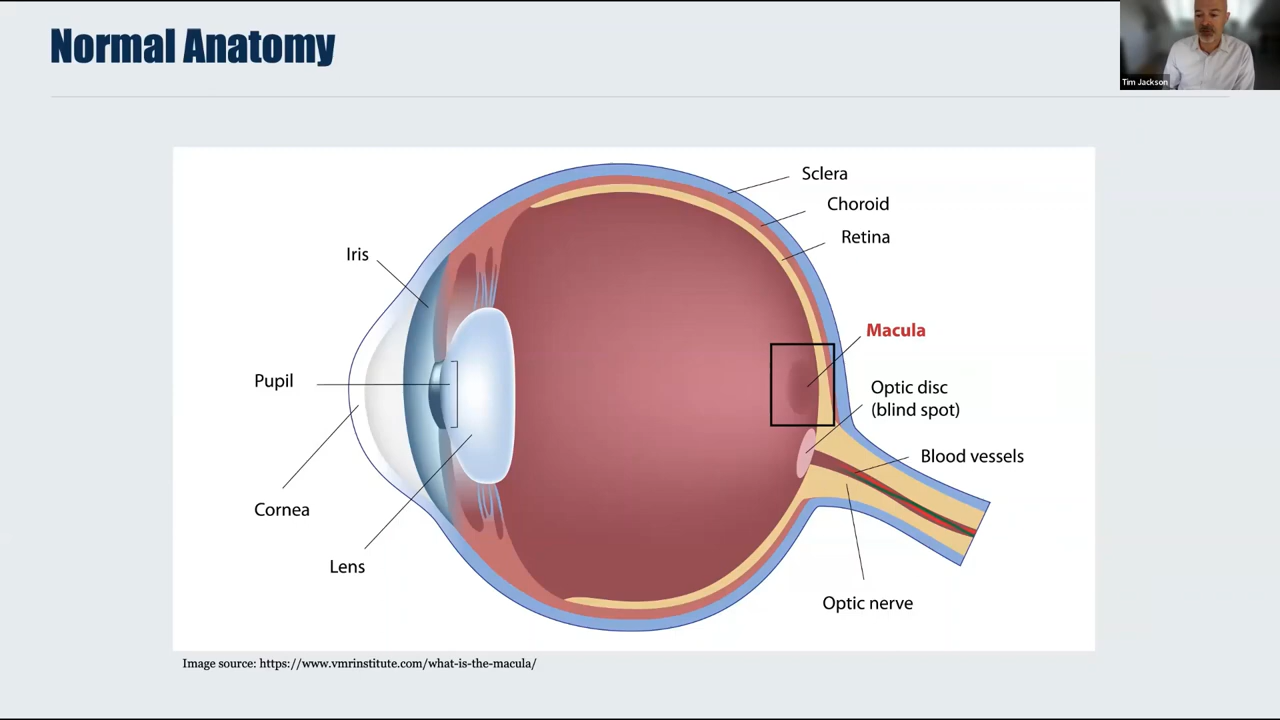 Normal Anatomy
Tim Jackson
Sclera
Choroid
Retina
Iris
Macula
Pupil
Optic disc
(blind spot)
Blood vessels
Cornea
Lens
Optic nerve
Image source: https://www.vmrinstitute.com/what-is-the-macula/